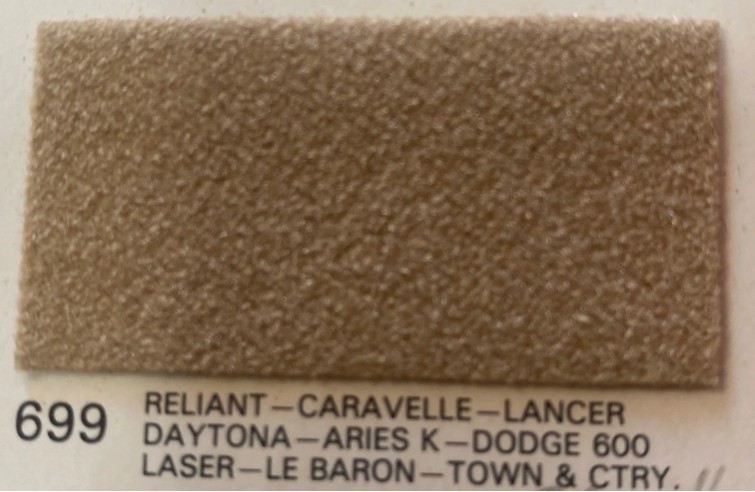 699
RELIANT—CARAVELLE—LANCER
DAYTONA—ARIES K—DODGE 600
LASER—LE BARON—TOWN & CTRY.